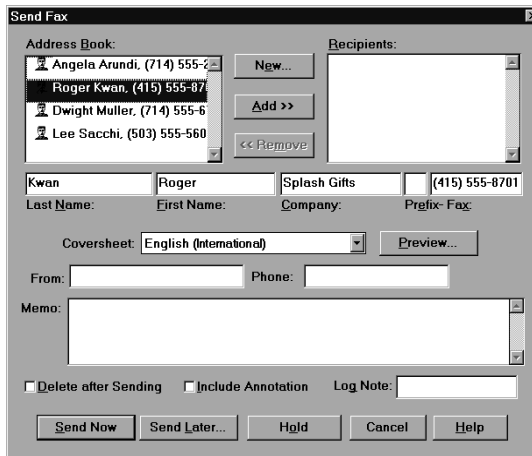 Send Fax
Address Book:
Recipients:
Angela Arundi, (714) 555-2
Roger Kwan, (415) 555-87
Dwight Muller, (714) 555-6
Lee Sacchi, (503) 555-560
New...
Add >>
<< Remove
Kwan Roger Splash Gifts (415) 555-8701
Last Name: First Name: Company: Prefix- Fax:
Coversheet: English (International) Preview...
From: Phone:
Memo:
Delete after Sending Include Annotation Log Note:
Send Now Send Later... Hold Cancel Help